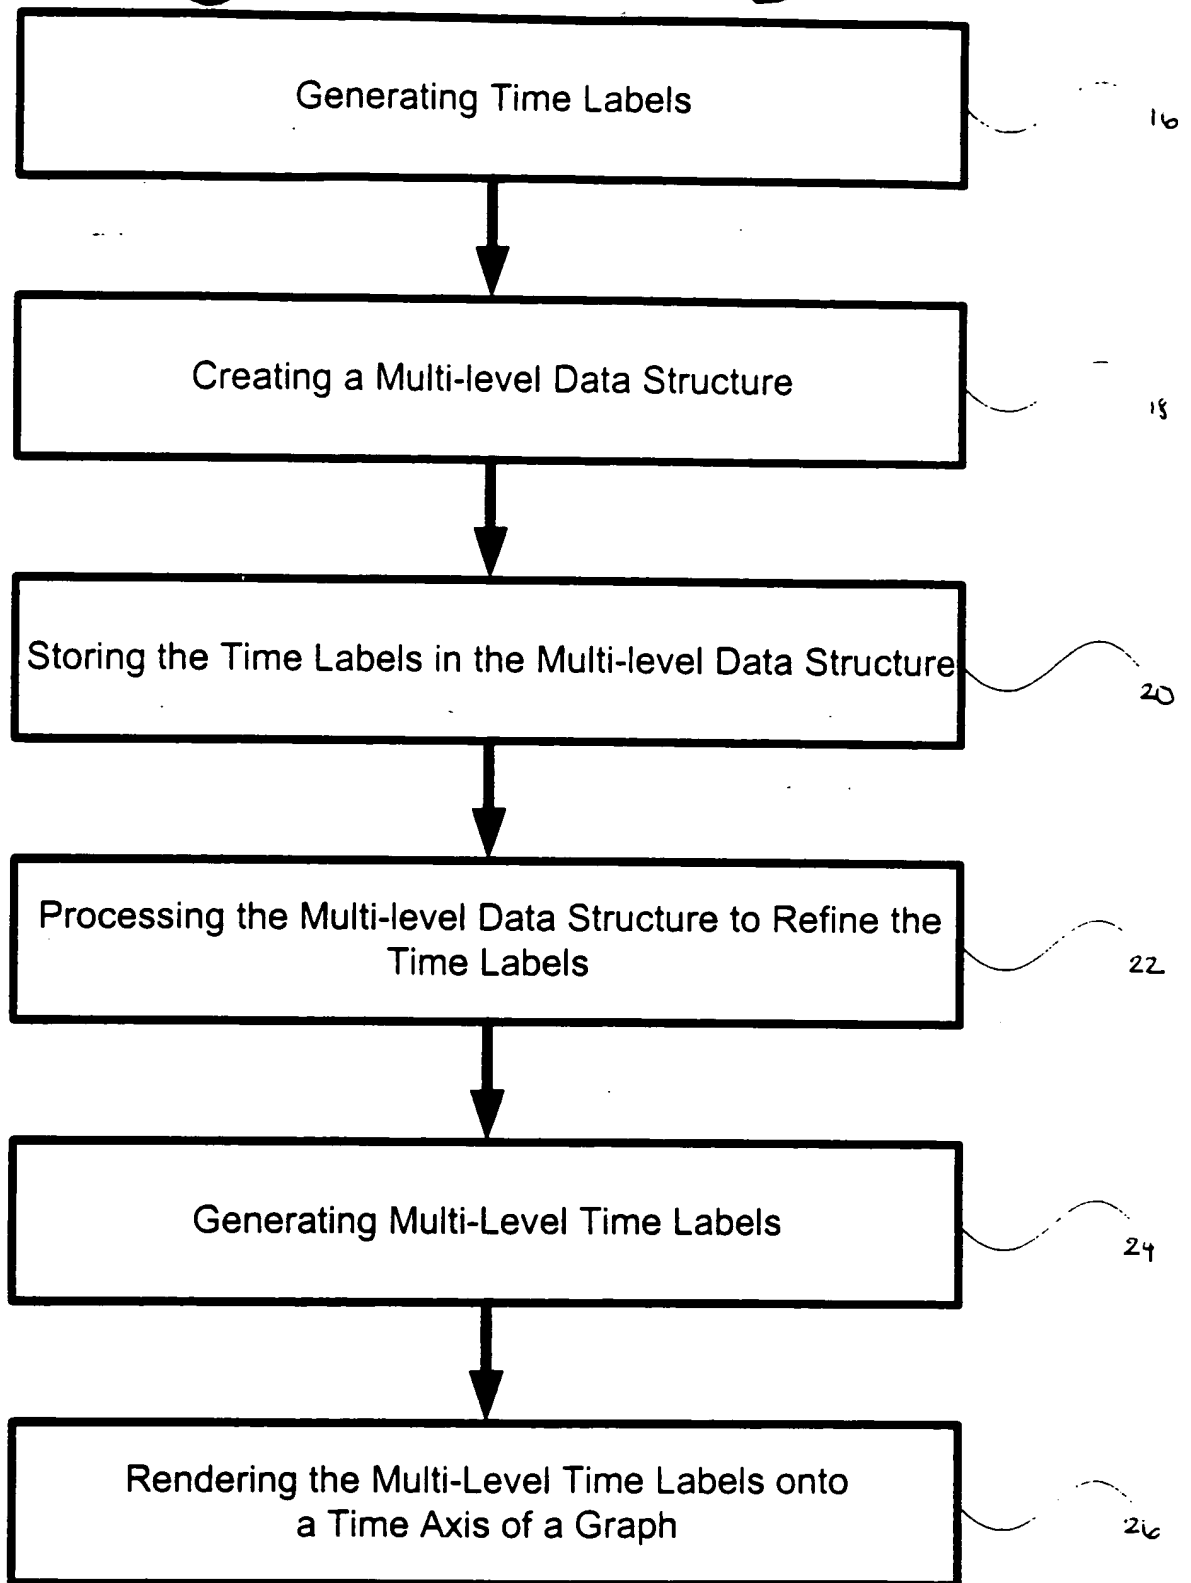 Generating Time Labels
16
Creating a Multi-level Data Structure
18
Storing the Time Labels in the Multi-level Data Structure
20
Processing the Multi-level Data Structure to Refine the
Time Labels
22
Generating Multi-Level Time Labels
24
Rendering the Multi-Level Time Labels onto
a Time Axis of a Graph
26